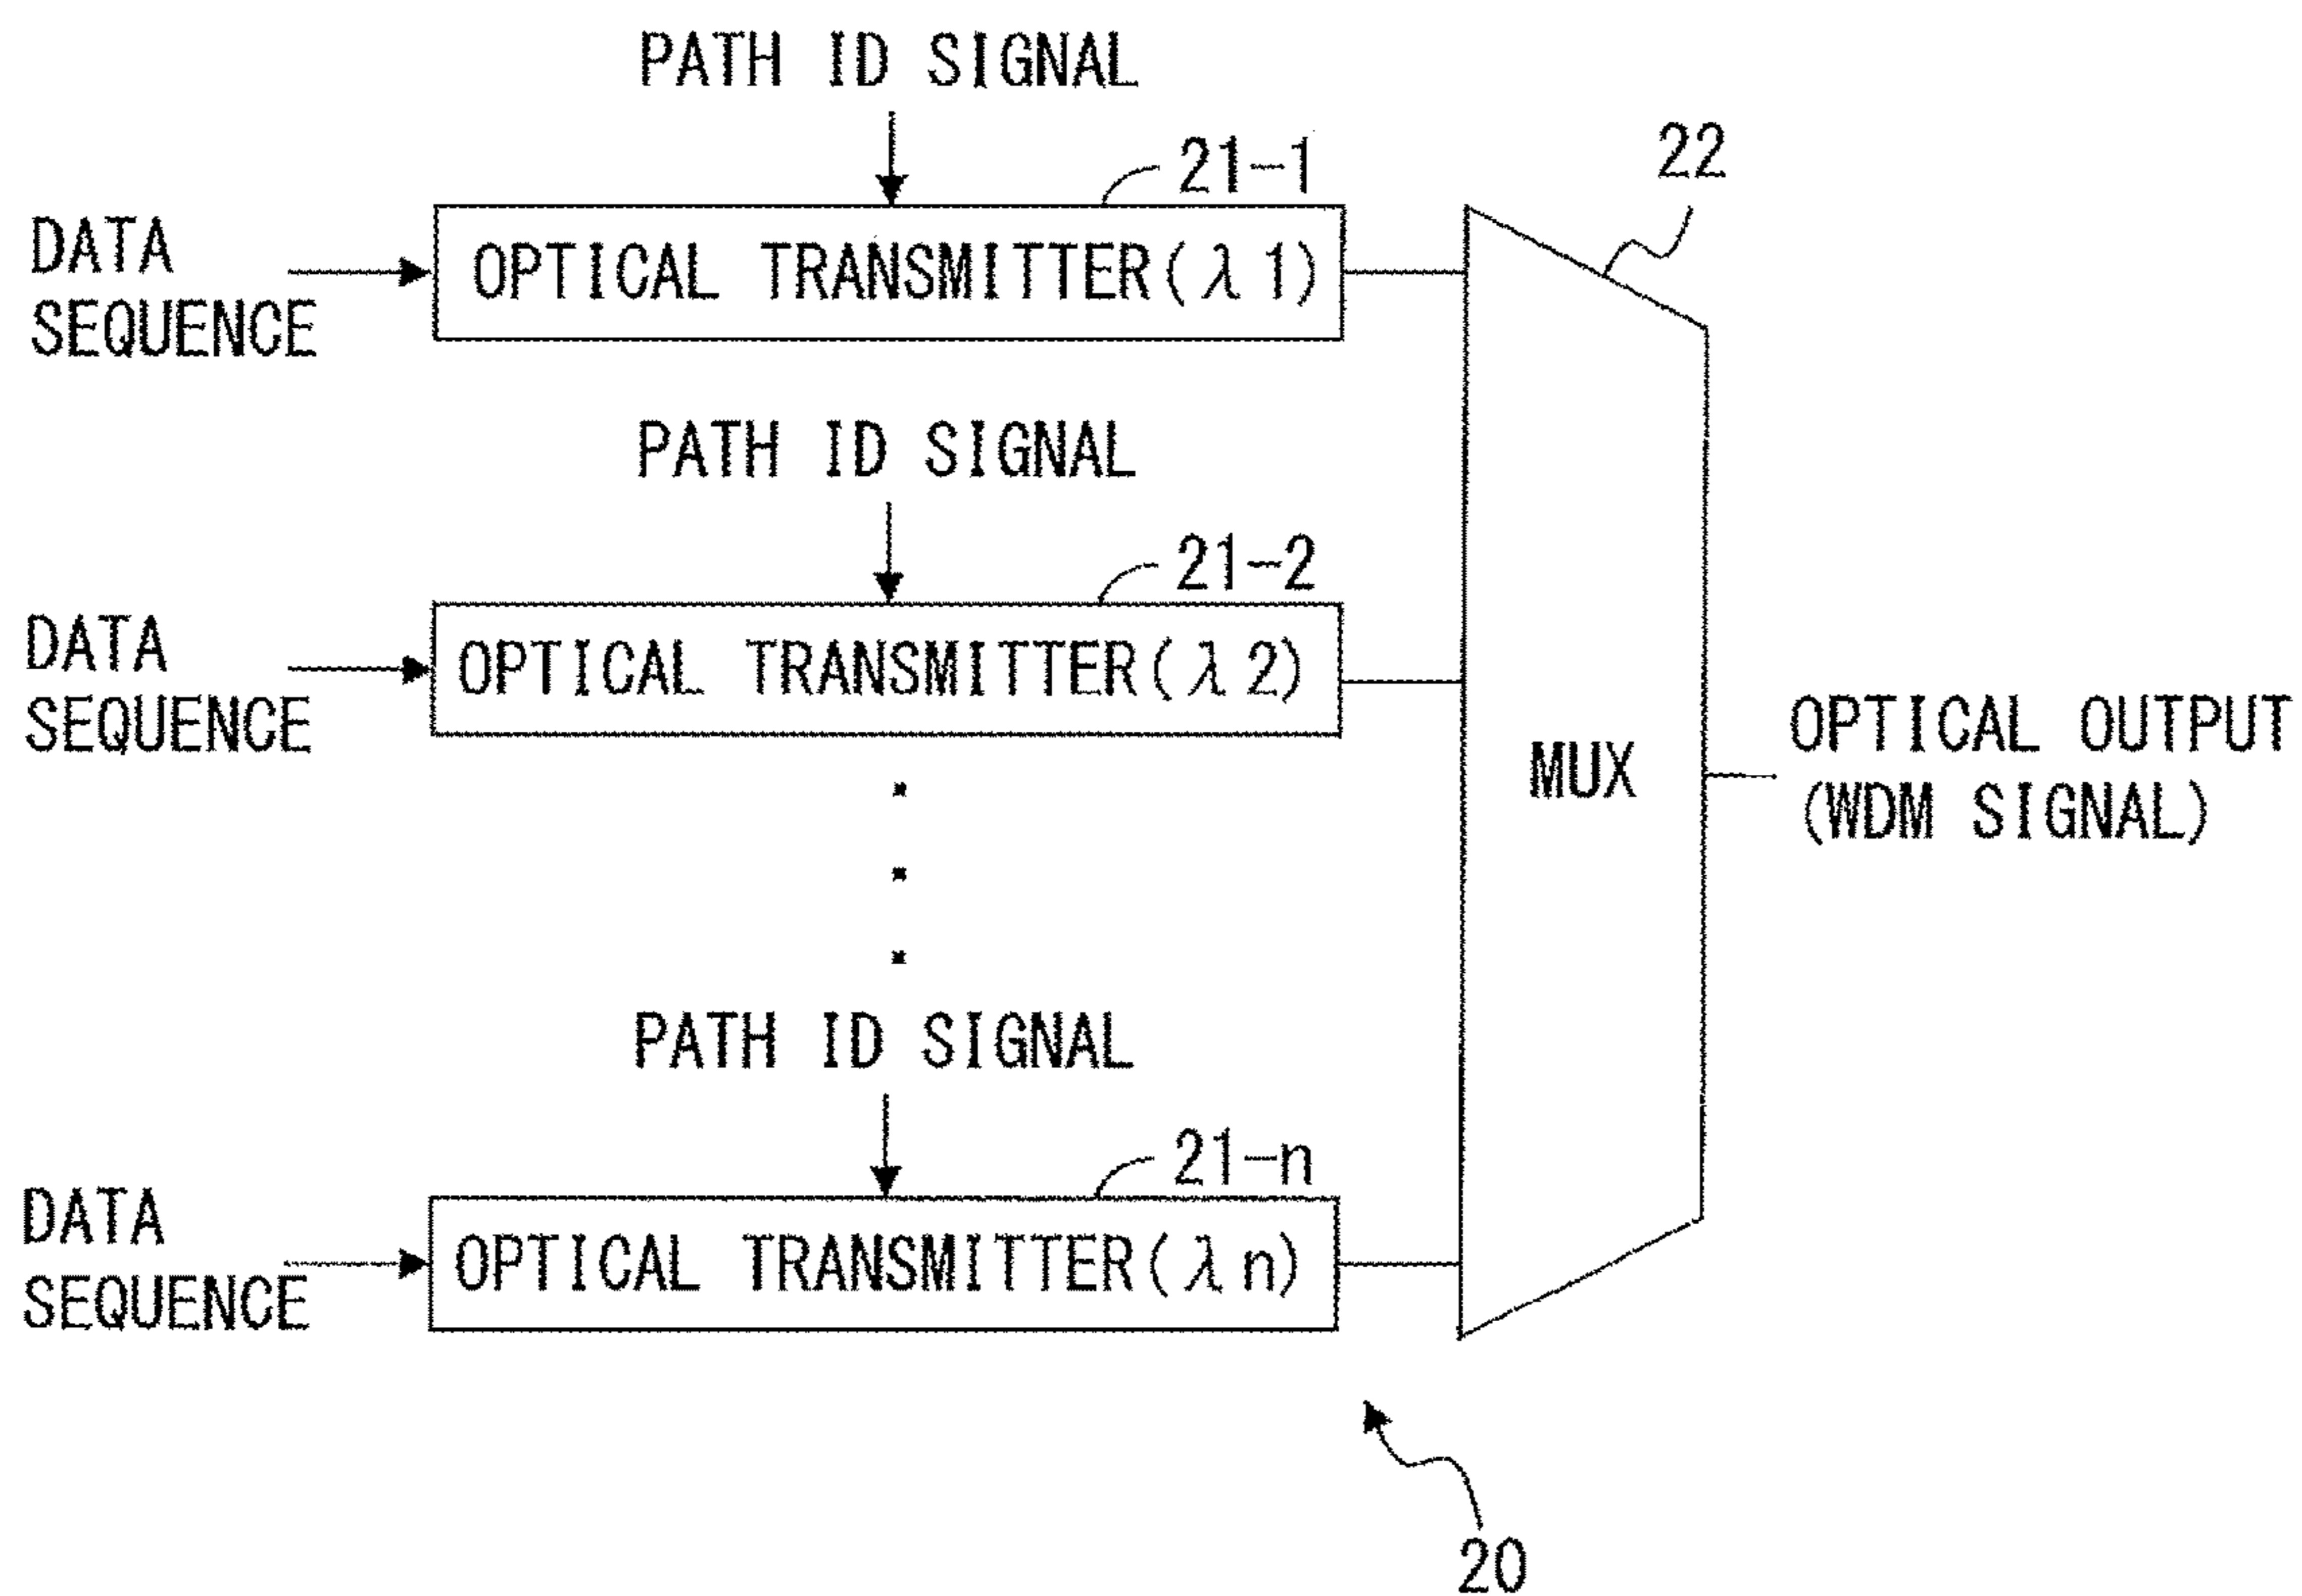 PATH ID SIGNAL
21-1
22
DATA
SEQUENCE
OPTICAL TRANSMITTER(λ1)
PATH ID SIGNAL
21-2
DATA
SEQUENCE
OPTICAL TRANSMITTER(λ2)
MUX
OPTICAL OUTPUT
(WDM SIGNAL)
PATH ID SIGNAL
21-n
DATA
SEQUENCE
OPTICAL TRANSMITTER(λn)
20